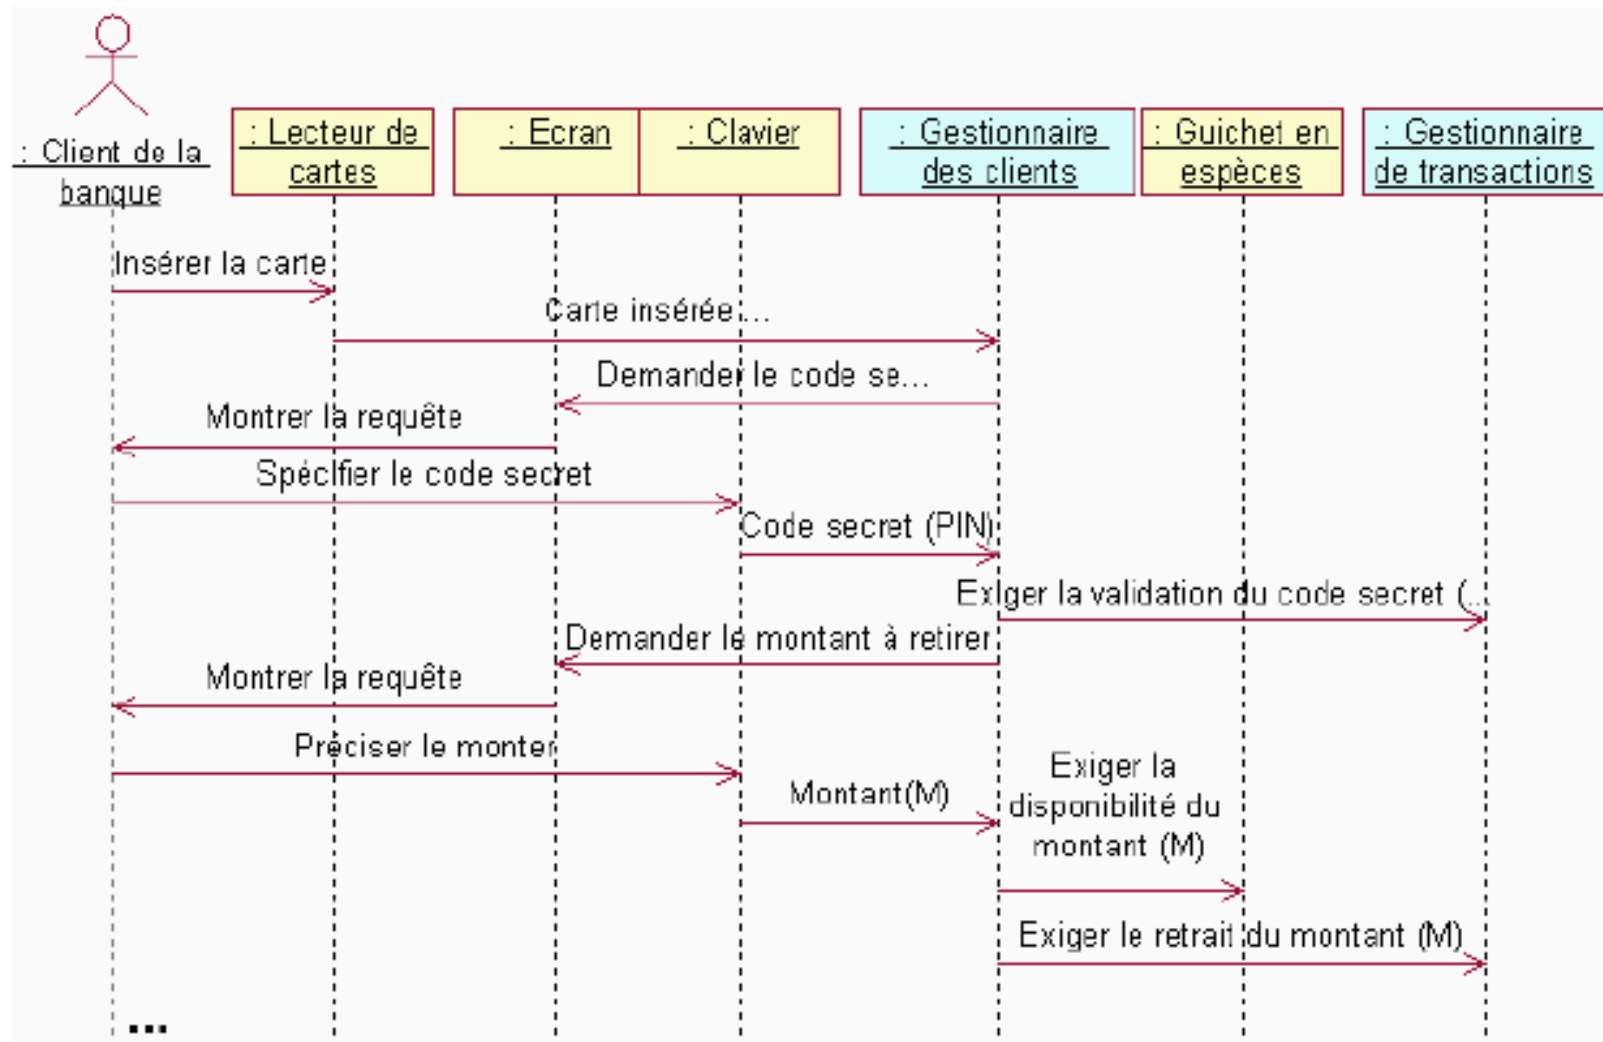 : Client de la
banque
: Lecteur de
cartes
: Ecran
: Clavier
: Gestionnaire
des clients
: Guichet en
espèces
: Gestionnaire
de transactions
Insérer la carte
Carte insérée ...
Demander le code se...
Montrer la requête
Spécifier le code secret
Code secret (PIN)
Exiger la validation du code secret (...
Demander le montant à retirer
Montrer la requête
Préciser le monter
Montant(M)
Exiger la
disponibilité du
montant (M)
Exiger le retrait du montant (M)
...